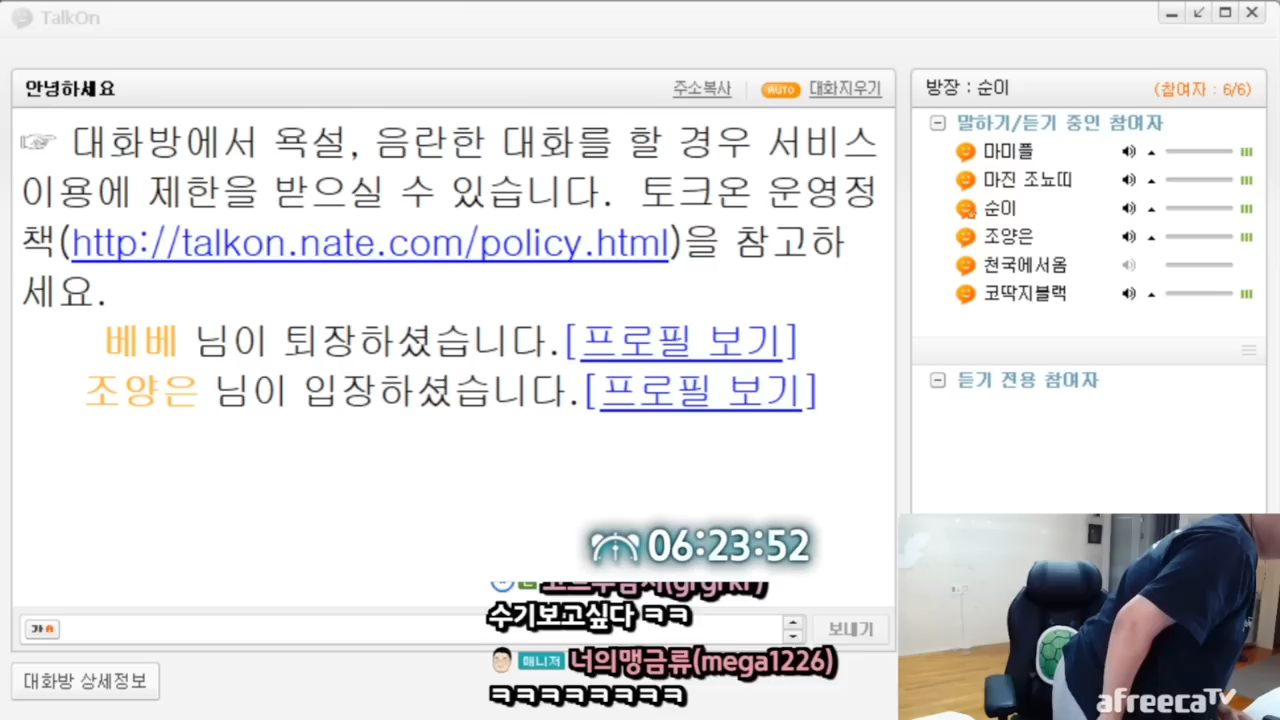 TalkOn
안녕하세요
주소복사
AUTO
대화지우기
☞ 대화방에서 욕설, 음란한 대화를 할 경우 서비스
이용에 제한을 받으실 수 있습니다. 토크온 운영정
책(http://talkon.nate.com/policy.html)을 참고하
세요.
베베 님이 퇴장하셨습니다.[프로필 보기]
조양은 님이 입장하셨습니다.[프로필 보기]
방장 : 순이
(참여자 : 6/6)
말하기/듣기 중인 참여자
마미플
마진 조뇨띠
순이
조양은
천국에서옴
코딱지블랙
듣기 전용 참여자
06:23:52
수기보고싶다 ㅋㅋ
매니저 너의맹금류(mega1226)
ㅋㅋㅋㅋㅋㅋㅋㅋ
가a
보내기
대화방 상세정보
afreecaTV